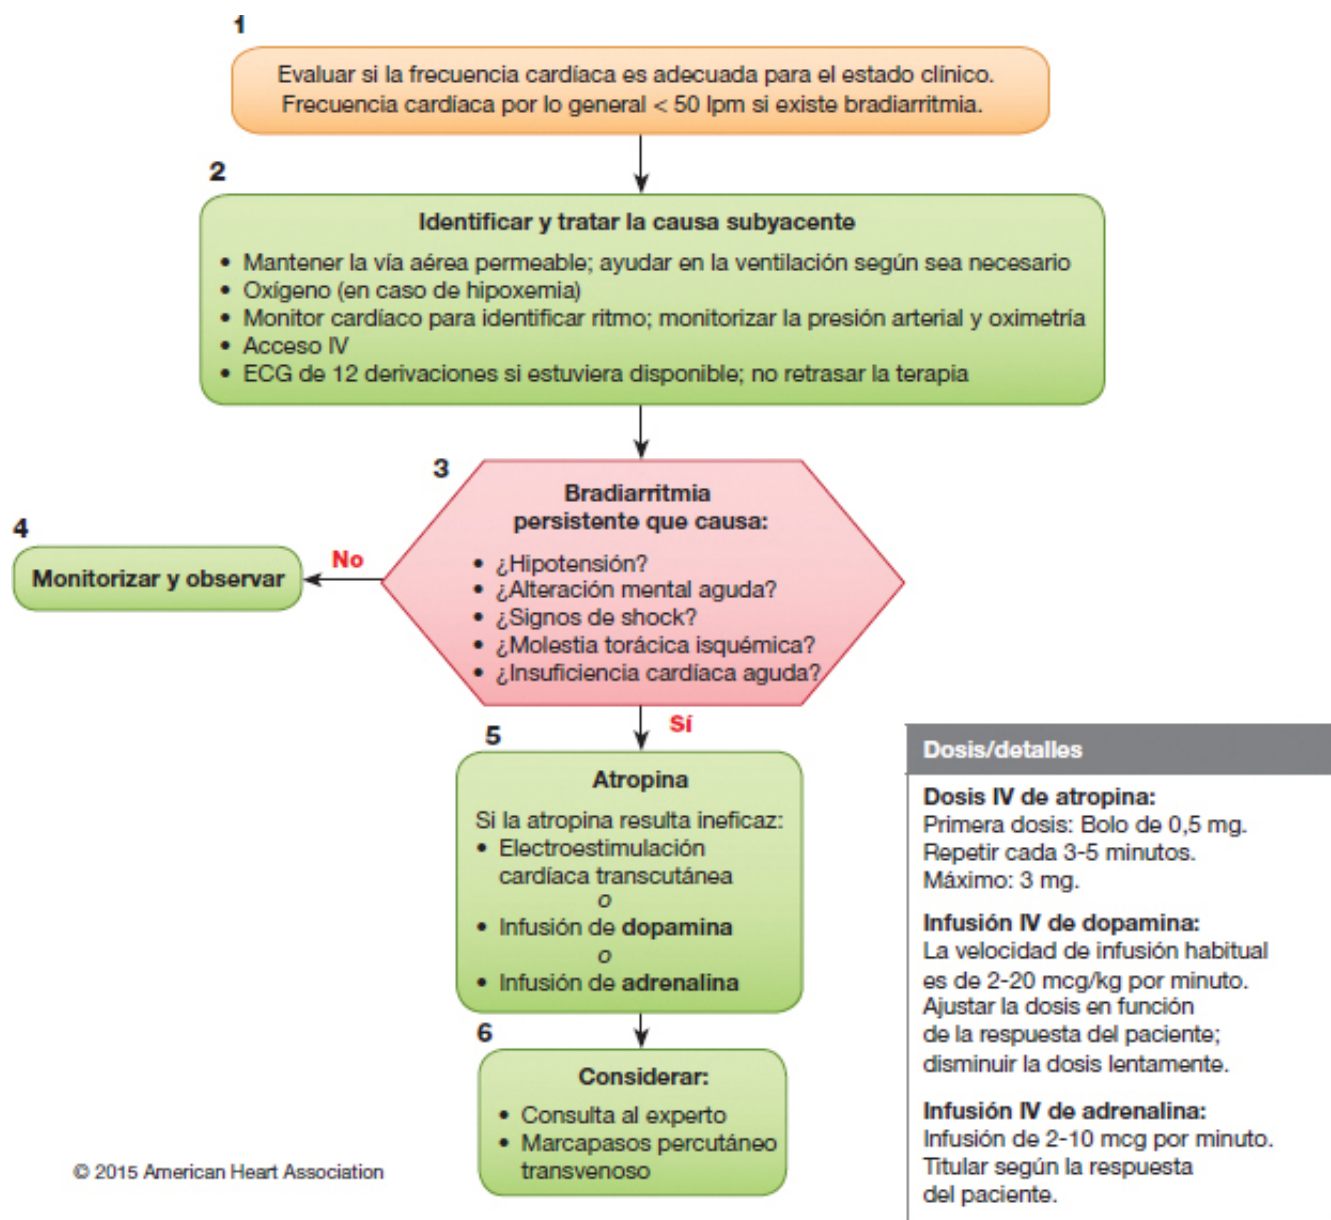 1
Evaluar si la frecuencia cardíaca es adecuada para el estado clínico.
Frecuencia cardíaca por lo general < 50 lpm si existe bradiarritmia.
2
Identificar y tratar la causa subyacente
• Mantener la vía aérea permeable; ayudar en la ventilación según sea necesario
• Oxígeno (en caso de hipoxemia)
• Monitor cardíaco para identificar ritmo; monitorizar la presión arterial y oximetría
• Acceso IV
• ECG de 12 derivaciones si estuviera disponible; no retrasar la terapia
3
Bradiarritmia
persistente que causa:
• ¿Hipotensión?
• ¿Alteración mental aguda?
• ¿Signos de shock?
• ¿Molestia torácica isquémica?
• ¿Insuficiencia cardíaca aguda?
No
4
Monitorizar y observar
Sí
5
Atropina
Si la atropina resulta ineficaz:
• Electroestimulación
cardíaca transcutánea
o
• Infusión de dopamina
o
• Infusión de adrenalina
6
Considerar:
• Consulta al experto
• Marcapasos percutáneo
transvenoso
Dosis/detalles
Dosis IV de atropina:
Primera dosis: Bolo de 0,5 mg.
Repetir cada 3-5 minutos.
Máximo: 3 mg.
Infusión IV de dopamina:
La velocidad de infusión habitual
es de 2-20 mcg/kg por minuto.
Ajustar la dosis en función
de la respuesta del paciente;
disminuir la dosis lentamente.
Infusión IV de adrenalina:
Infusión de 2-10 mcg por minuto.
Titular según la respuesta
del paciente.
© 2015 American Heart Association